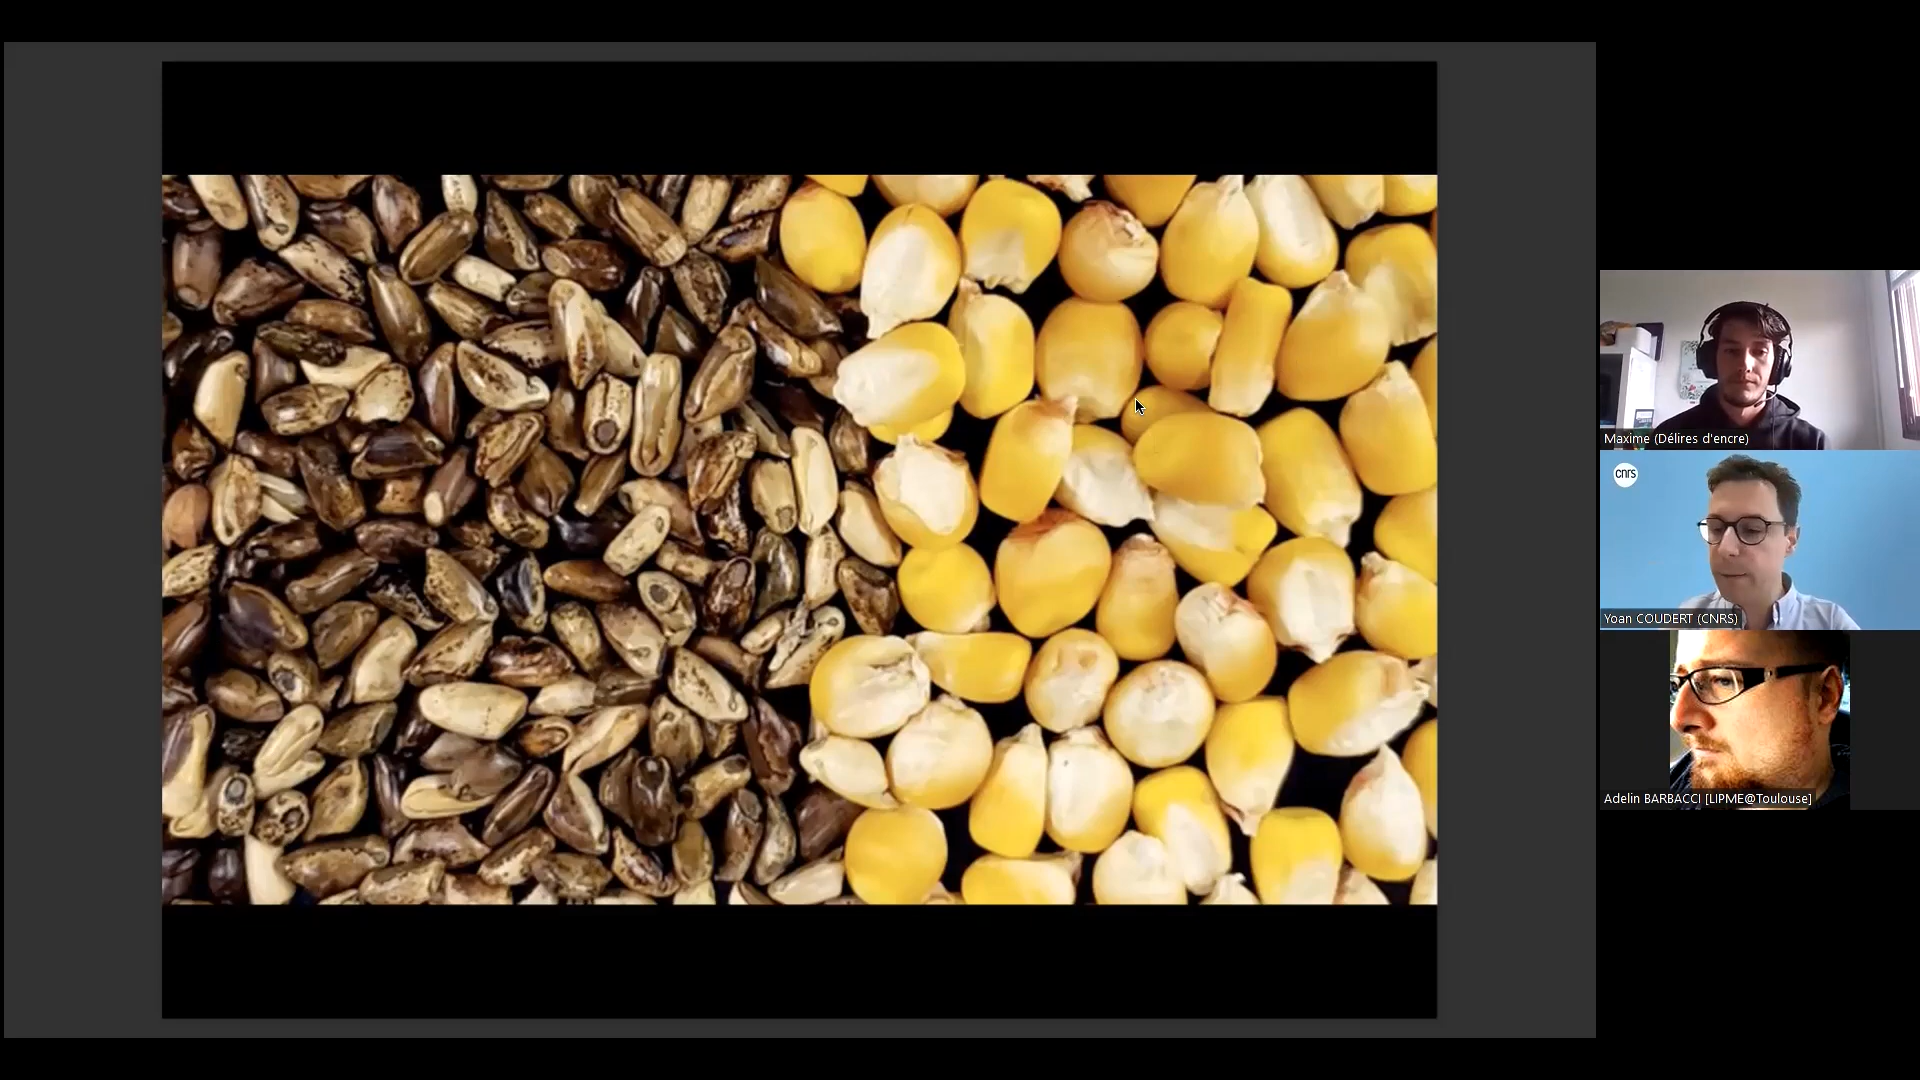 Maxime (Délires d'encre)
cnrs
Yoan COUDERT (CNRS)
Adelin BARBACCI [LIPME@Toulouse]